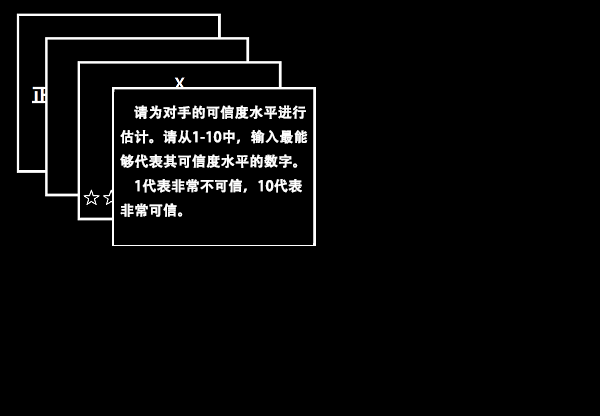 正
X
☆☆
请为对手的可信度水平进行
估计。请从1-10中，输入最能
够代表其可信度水平的数字。
1代表非常不可信，10代表
非常可信。